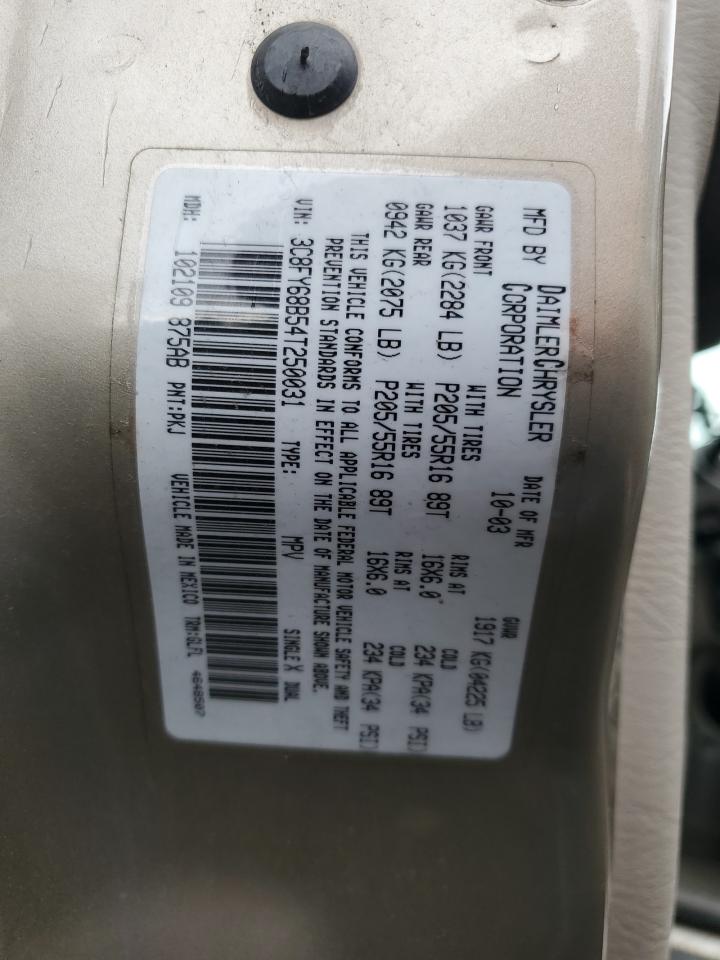 MFD BY DAIMLERCHRYSLER CORPORATION
DATE OF MFR 10-03
GVWR 1917 KG(04225 LB)
GAWR FRONT WITH TIRES RIMS AT COLD
1037 KG(2284 LB) P205/55R16 89T 16X6.0 234 KPA(34 PSI)
GAWR REAR WITH TIRES RIMS AT COLD
0942 KG(2075 LB) P205/55R16 89T 16X6.0 234 KPA(34 PSI)
THIS VEHICLE CONFORMS TO ALL APPLICABLE FEDERAL MOTOR VEHICLE SAFETY AND THEFT
PREVENTION STANDARDS IN EFFECT ON THE DATE OF MANUFACTURE SHOWN ABOVE.
VIN: 3C8FY68B54T250031 TYPE: MPV SINGLE X DUAL
MDH: 102109 875AB PNT:PKJ VEHICLE MADE IN MEXICO TRM:GLFL
4648507